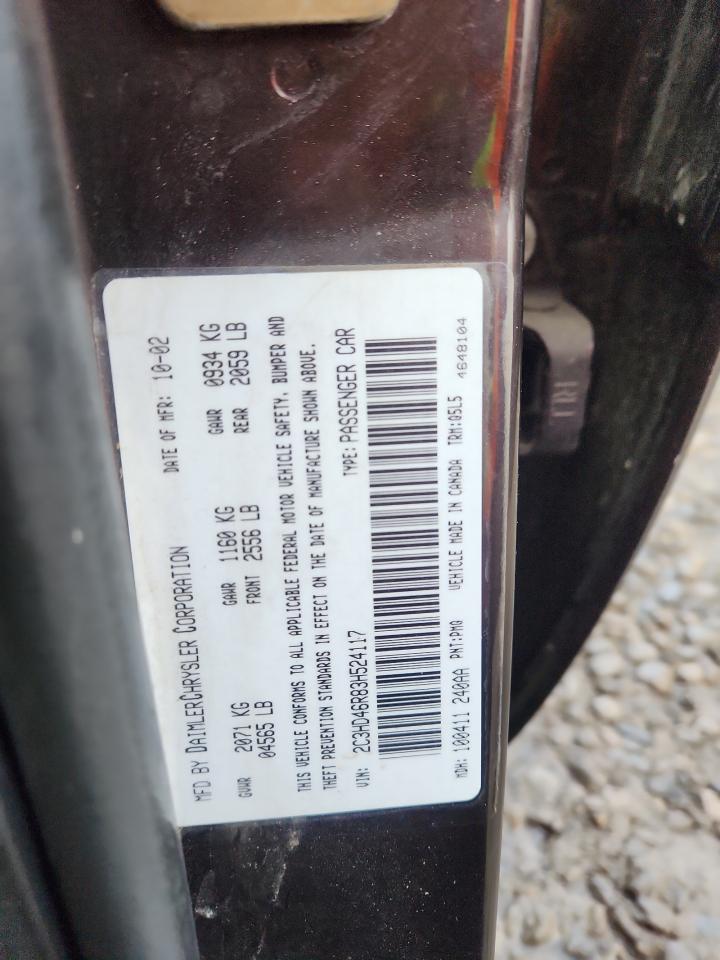 MFD BY DAIMLERCHRYSLER CORPORATION DATE OF MFR: 10-02
GVWR 2071 KG GAWR 1160 KG GAWR 0934 KG
04565 LB FRONT 2556 LB REAR 2059 LB
THIS VEHICLE CONFORMS TO ALL APPLICABLE FEDERAL MOTOR VEHICLE SAFETY, BUMPER AND
THEFT PREVENTION STANDARDS IN EFFECT ON THE DATE OF MANUFACTURE SHOWN ABOVE.
VIN: 2C3HD46R83H524117 TYPE: PASSENGER CAR
MDH: 100411 240AA PNT:PMQ VEHICLE MADE IN CANADA TRM:05L5
4648104